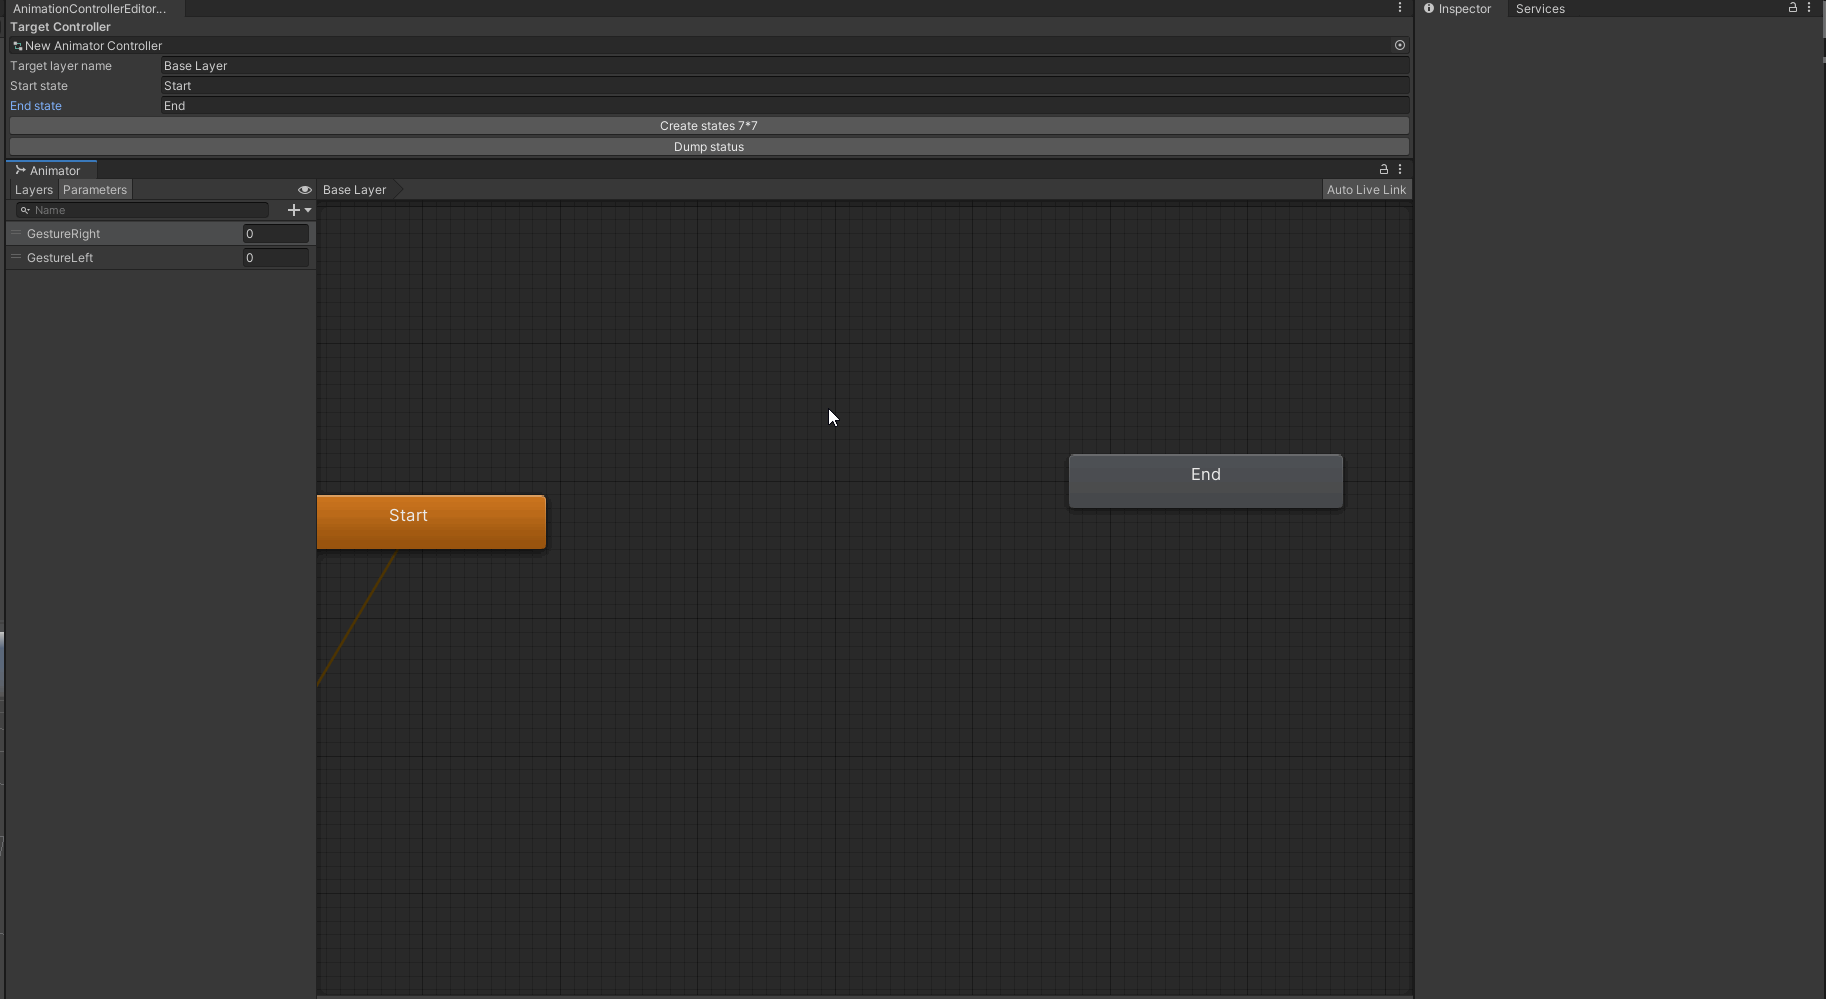 AnimationControllerEditor...
Target Controller
New Animator Controller
Target layer name Base Layer
Start state Start
End state End
Create states 7*7
Dump status
Animator
Layers Parameters Base Layer Auto Live Link
Name
GestureRight 0
GestureLeft 0
Start
End
Inspector Services